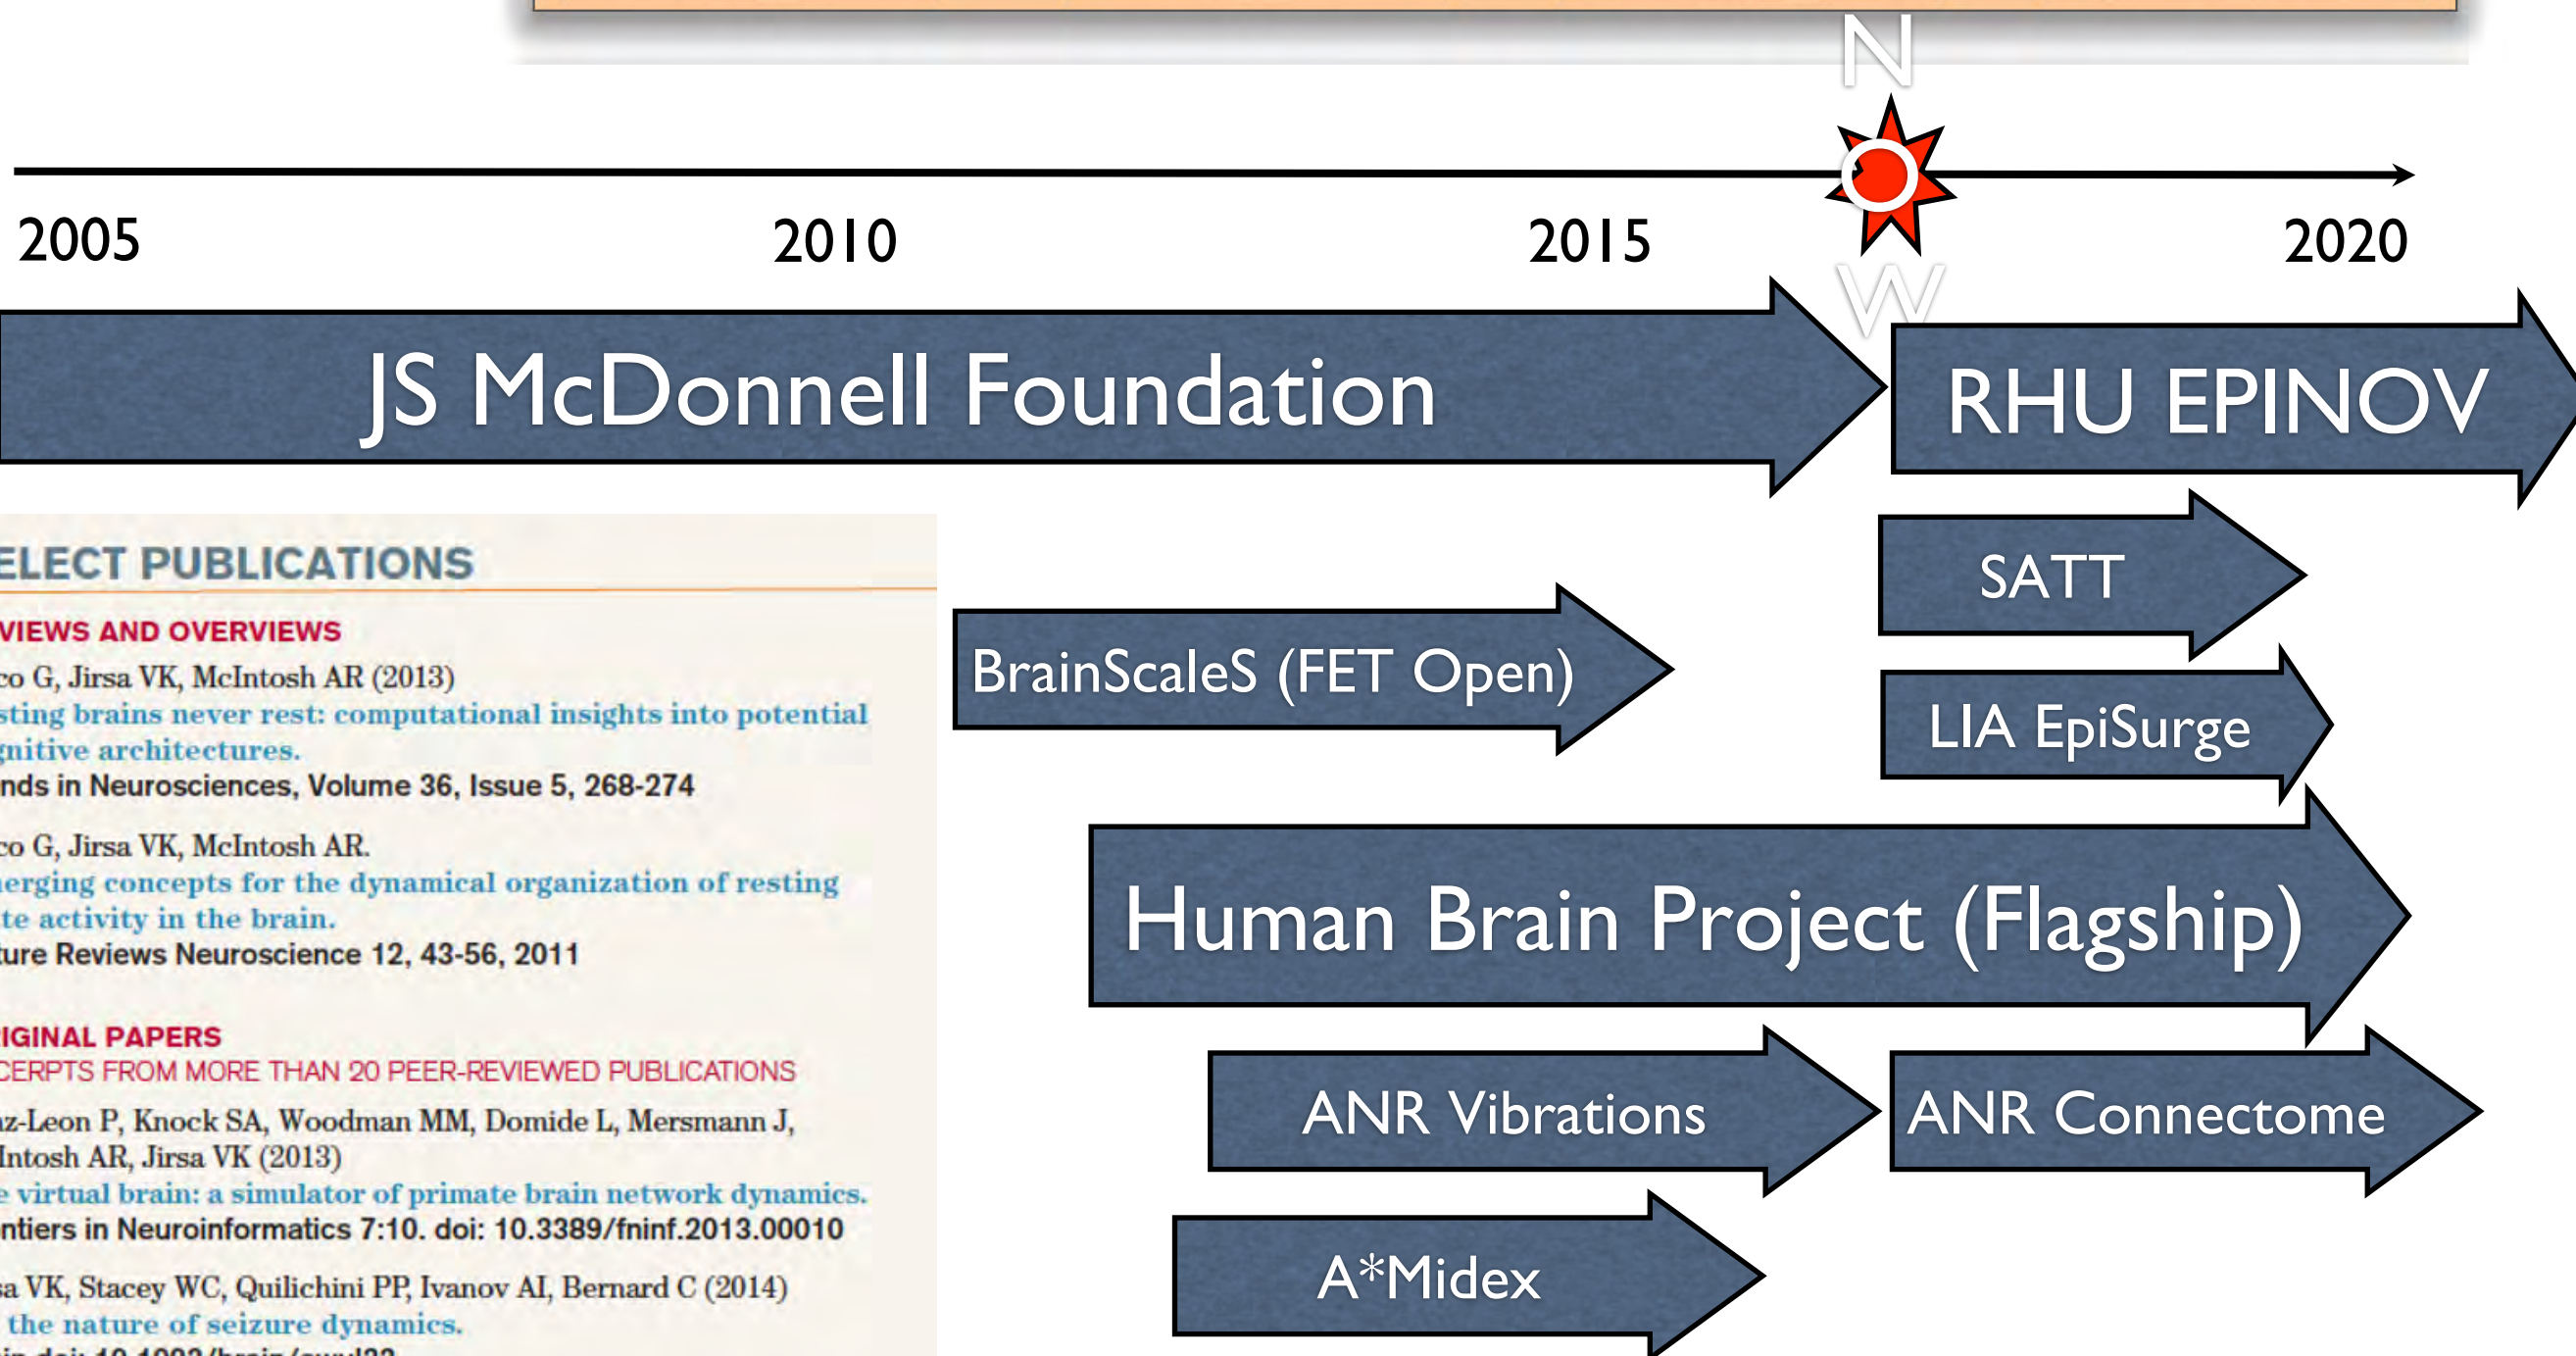 N
O
W
2005 2010 2015 2020
JS McDonnell Foundation
RHU EPINOV
SATT
BrainScaleS (FET Open)
LIA EpiSurge
Human Brain Project (Flagship)
ANR Vibrations
ANR Connectome
A*Midex
ELECT PUBLICATIONS
VIEWS AND OVERVIEWS
co G, Jirsa VK, McIntosh AR (2013)
sting brains never rest: computational insights into potential
gnitive architectures.
nds in Neurosciences, Volume 36, Issue 5, 268-274
co G, Jirsa VK, McIntosh AR.
nerging concepts for the dynamical organization of resting
te activity in the brain.
ture Reviews Neuroscience 12, 43-56, 2011
RIGINAL PAPERS
CERPTS FROM MORE THAN 20 PEER-REVIEWED PUBLICATIONS
nz-Leon P, Knock SA, Woodman MM, Domide L, Mersmann J,
Intosh AR, Jirsa VK (2013)
e virtual brain: a simulator of primate brain network dynamics.
ntiers in Neuroinformatics 7:10. doi: 10.3389/fninf.2013.00010
sa VK, Stacey WC, Quilichini PP, Ivanov AI, Bernard C (2014)
the nature of seizure dynamics.